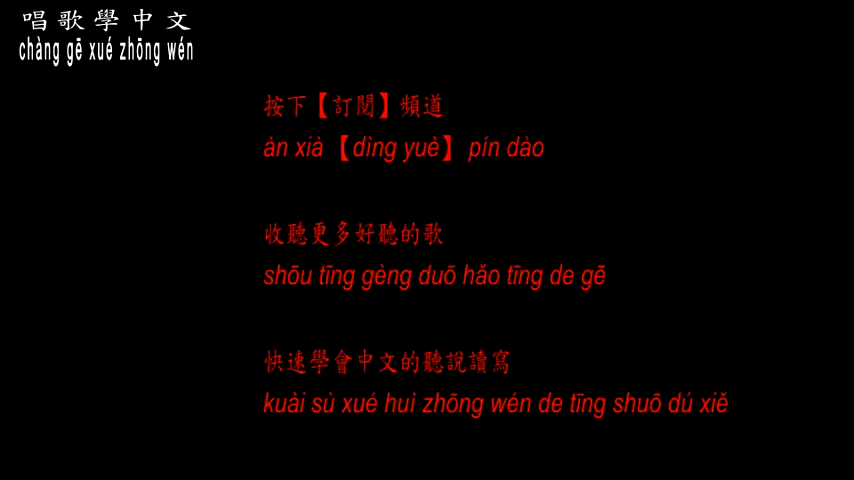 唱歌學中文
chàng gē xué zhōng wén
按下【訂閱】頻道
àn xià【dìng yuè】pín dào
收聽更多好聽的歌
shōu tīng gèng duō hǎo tīng de gē
快速學會中文的聽說讀寫
kuài sù xué huì zhōng wén de tīng shuō dú xiě